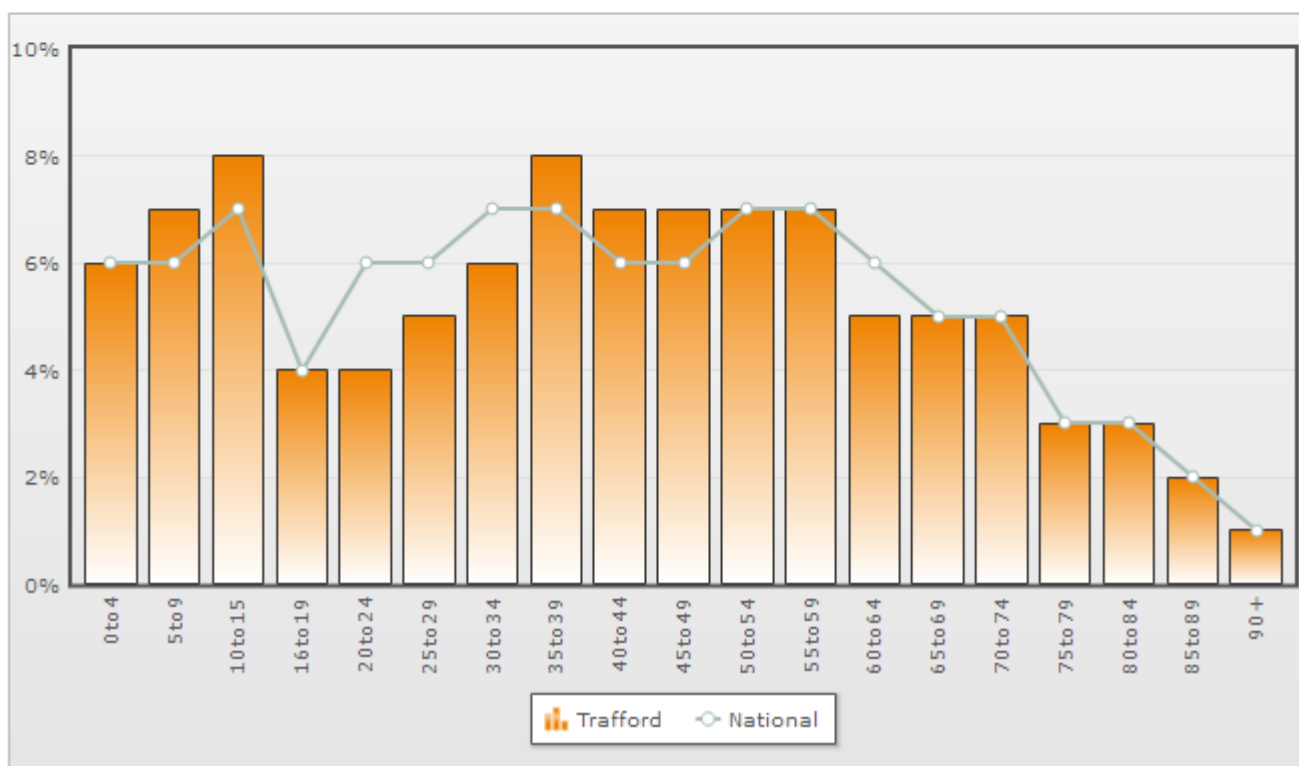 10%
8%
6%
4%
2%
0%
0to4
5to9
10to15
16to19
20to24
25to29
30to34
35to39
40to44
45to49
50to54
55to59
60to64
65to69
70to74
75to79
80to84
85to89
90+
Trafford National